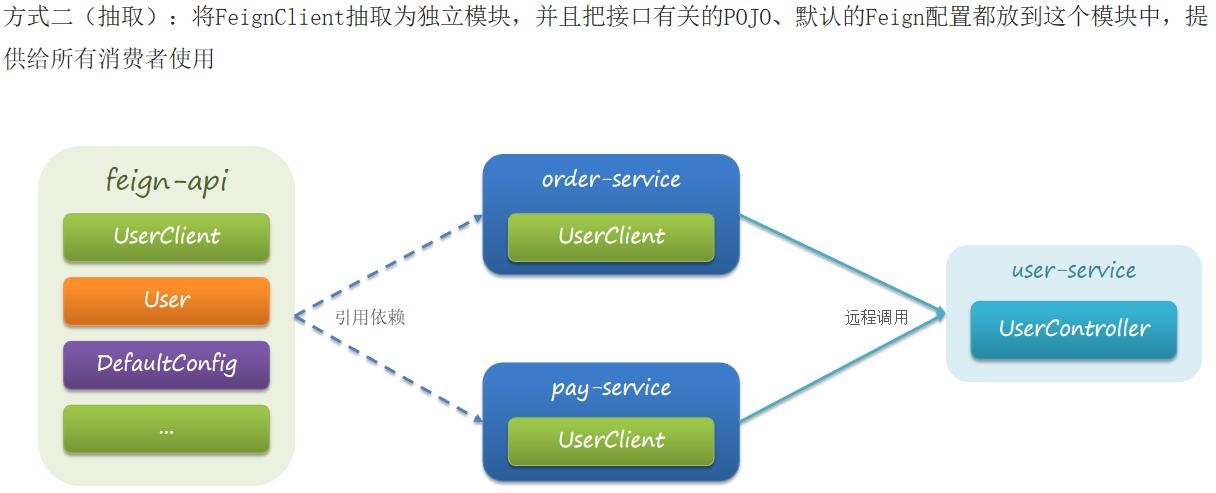 方式二（抽取）：将FeignClient抽取为独立模块，并且把接口有关的POJO、默认的Feign配置都放到这个模块中，提
供给所有消费者使用
feign-api
UserClient
User
DefaultConfig
...
引用依赖
order-service
UserClient
pay-service
UserClient
远程调用
user-service
UserController